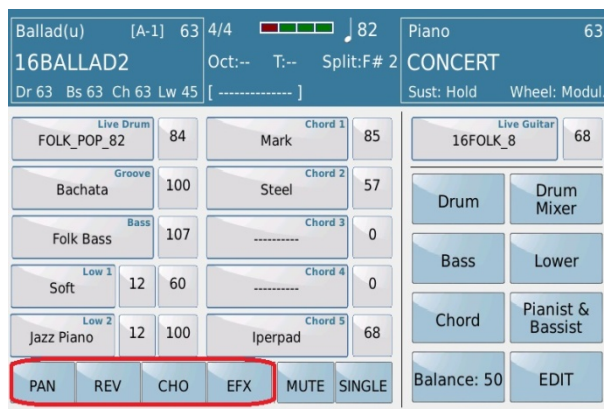 Ballad(u) [A-1] 63
16BALLAD2
Dr 63 Bs 63 Ch 63 Lw 45
4/4 82
Oct:-- T:-- Split:F# 2
[ -------------- ]
Piano 63
CONCERT
Sust: Hold Wheel: Modul.
Live Drum
FOLK_POP_82 84
Chord 1
Mark 85
Live Guitar
16FOLK_8 68
Groove
Bachata 100
Chord 2
Steel 57
Drum
Drum
Mixer
Bass
Folk Bass 107
Chord 3
---------- 0
Bass
Lower
Low 1
Soft 12 60
Chord 4
---------- 0
Chord
Pianist &
Bassist
Low 2
Jazz Piano 12 100
Chord 5
Iperpad 68
PAN REV CHO EFX MUTE SINGLE
Balance: 50
EDIT